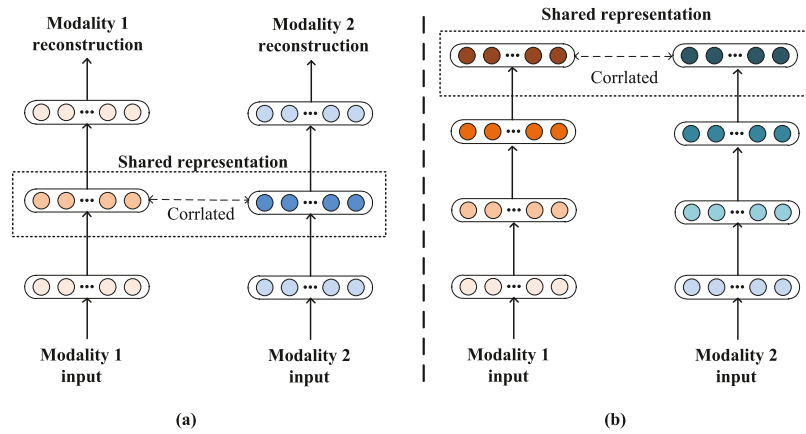 Modality 1
reconstruction
Modality 2
reconstruction
Shared representation
Corrlated
Modality 1
input
Modality 2
input
(a)
Shared representation
Corrlated
Modality 1
input
Modality 2
input
(b)